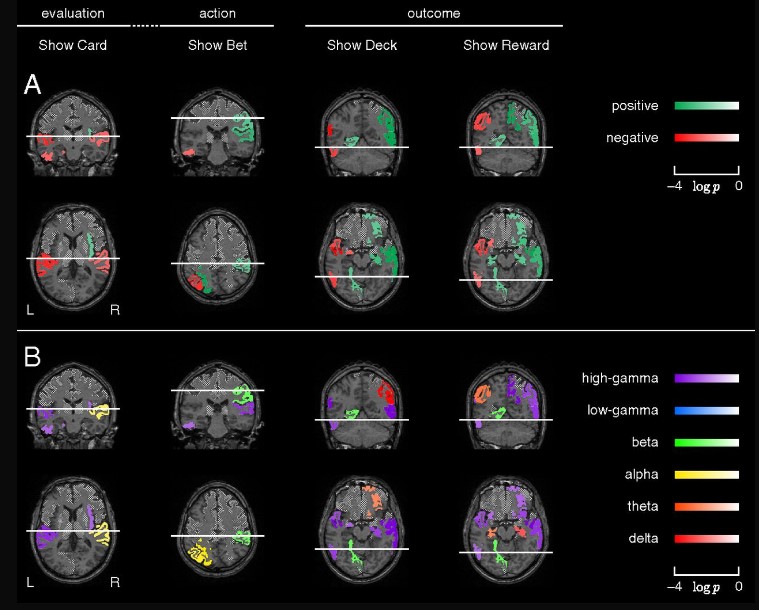 evaluation action outcome
Show Card Show Bet Show Deck Show Reward
A
positive
negative
−4 log p 0
L R
B
high-gamma
low-gamma
beta
alpha
theta
delta
−4 log p 0
L R